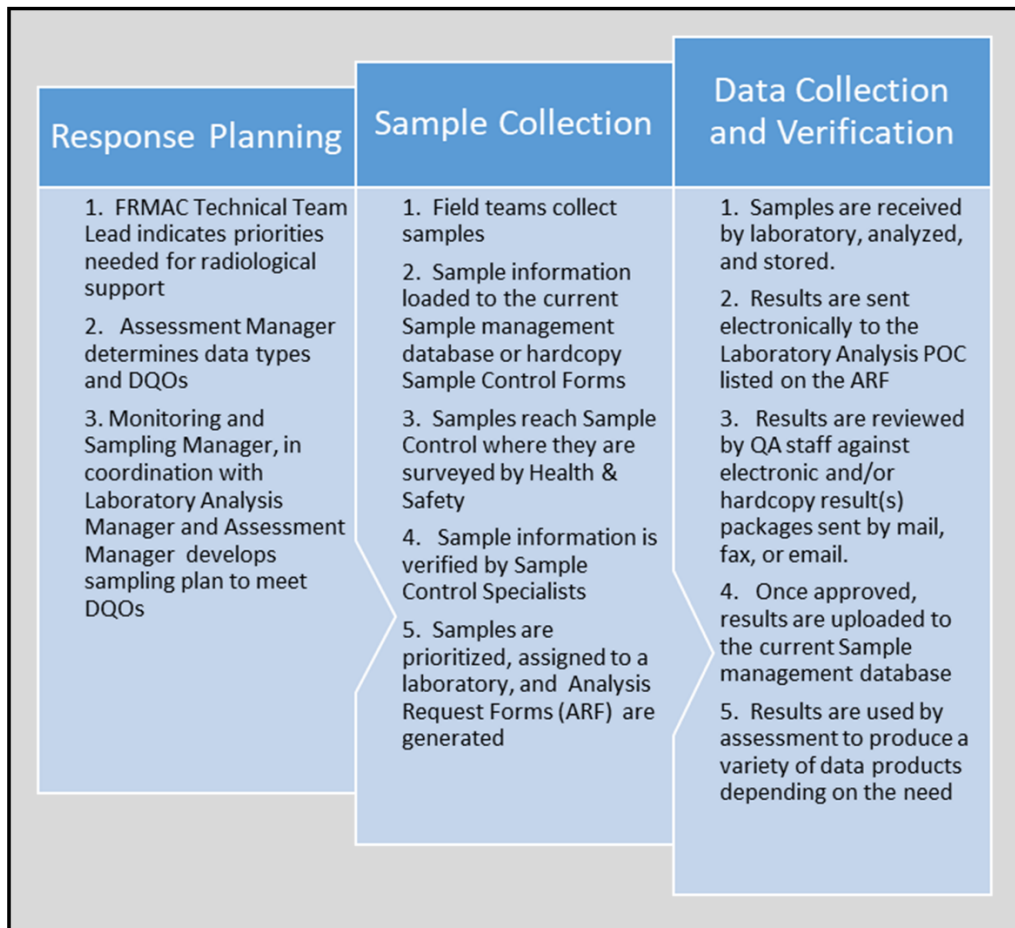 Response Planning
1. FRMAC Technical Team
Lead indicates priorities
needed for radiological
support
2. Assessment Manager
determines data types
and DQOs
3. Monitoring and
Sampling Manager, in
coordination with
Laboratory Analysis
Manager and Assessment
Manager develops
sampling plan to meet
DQOs
Sample Collection
1. Field teams collect
samples
2. Sample information
loaded to the current
Sample management
database or hardcopy
Sample Control Forms
3. Samples reach Sample
Control where they are
surveyed by Health &
Safety
4. Sample information is
verified by Sample
Control Specialists
5. Samples are
prioritized, assigned to a
laboratory, and Analysis
Request Forms (ARF) are
generated
Data Collection
and Verification
1. Samples are received
by laboratory, analyzed,
and stored.
2. Results are sent
electronically to the
Laboratory Analysis POC
listed on the ARF
3. Results are reviewed
by QA staff against
electronic and/or
hardcopy result(s)
packages sent by mail,
fax, or email.
4. Once approved,
results are uploaded to
the current Sample
management database
5. Results are used by
assessment to produce a
variety of data products
depending on the need